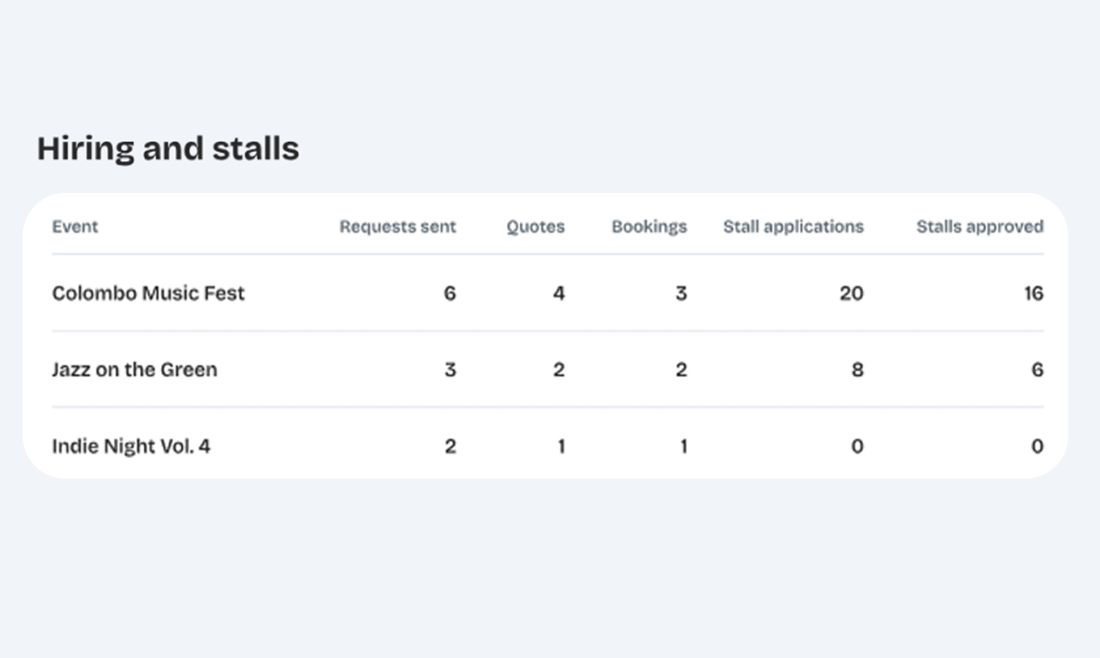 Hiring and stalls
Event Requests sent Quotes Bookings Stall applications Stalls approved
Colombo Music Fest 6 4 3 20 16
Jazz on the Green 3 2 2 8 6
Indie Night Vol. 4 2 1 1 0 0